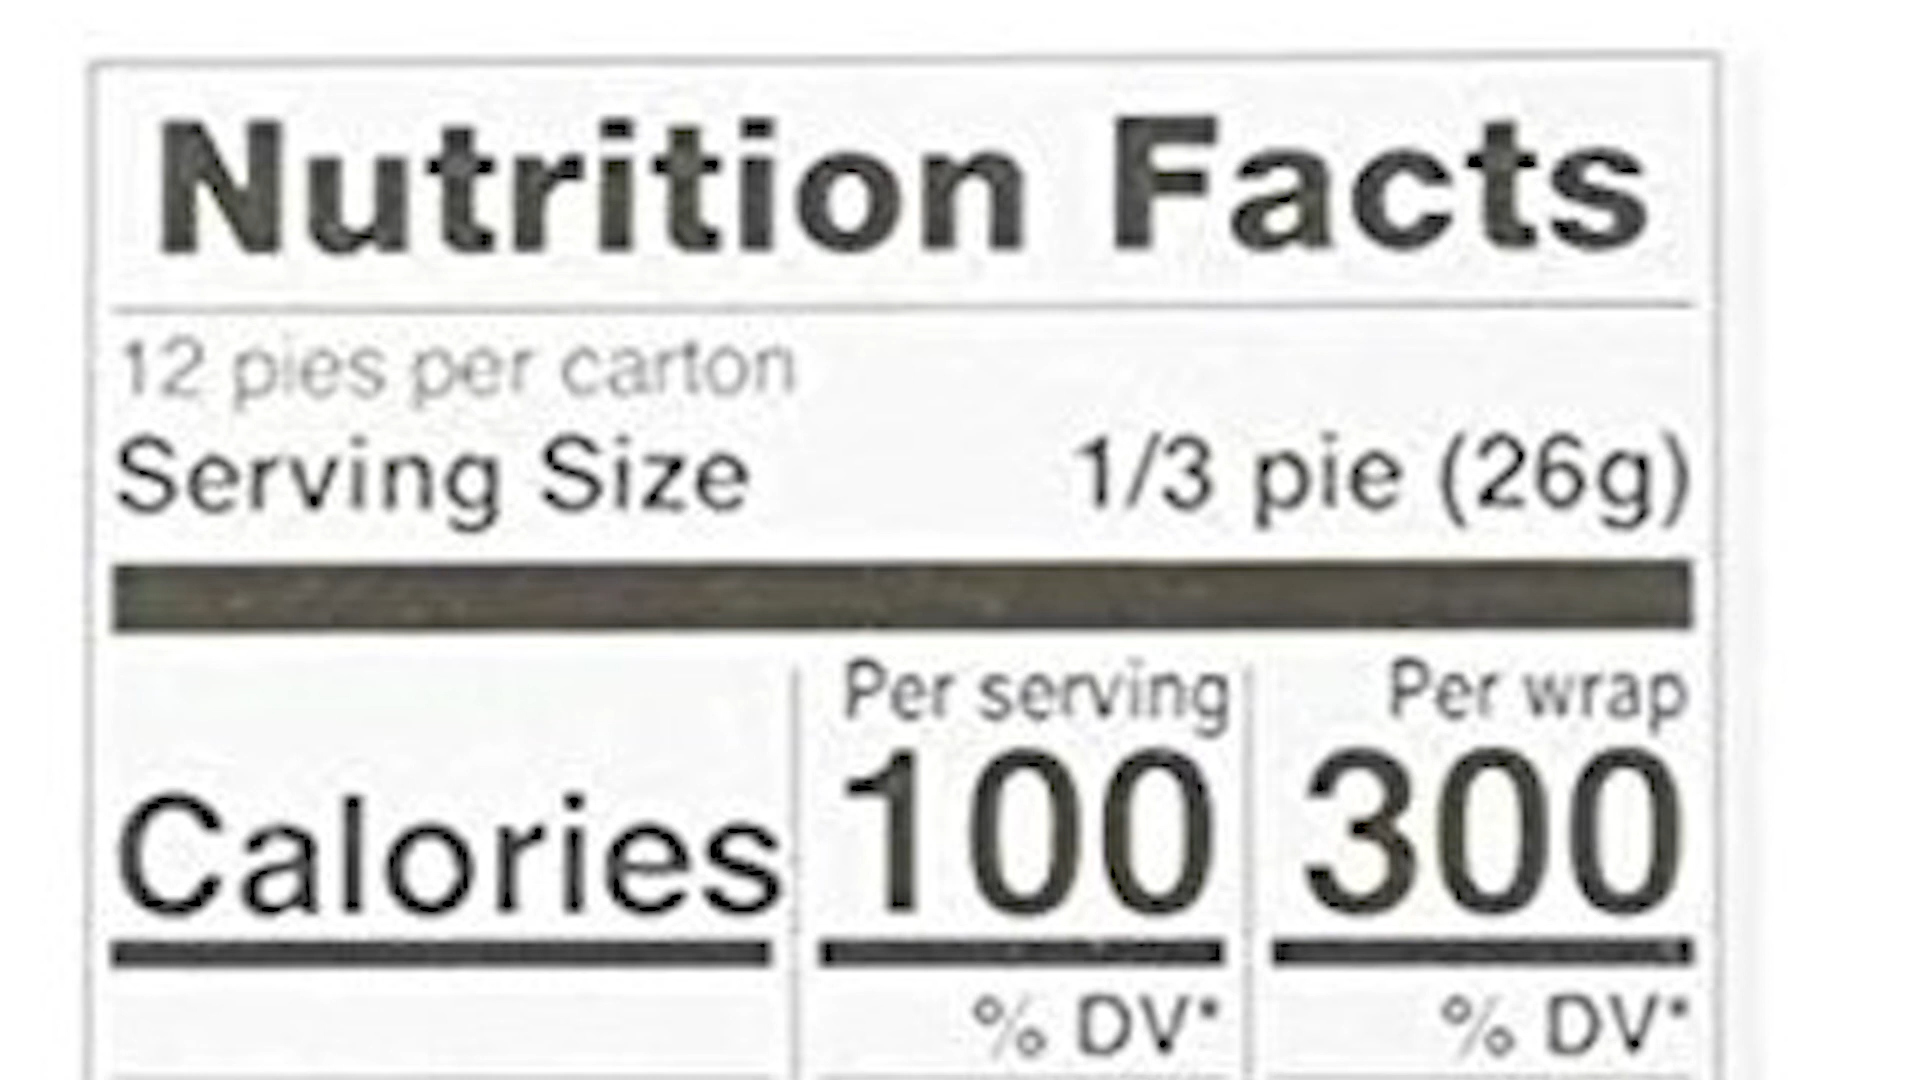 Nutrition Facts
12 pies per carton
Serving Size 1/3 pie (26g)
Per serving Per wrap
Calories 100 300
% DV* % DV*